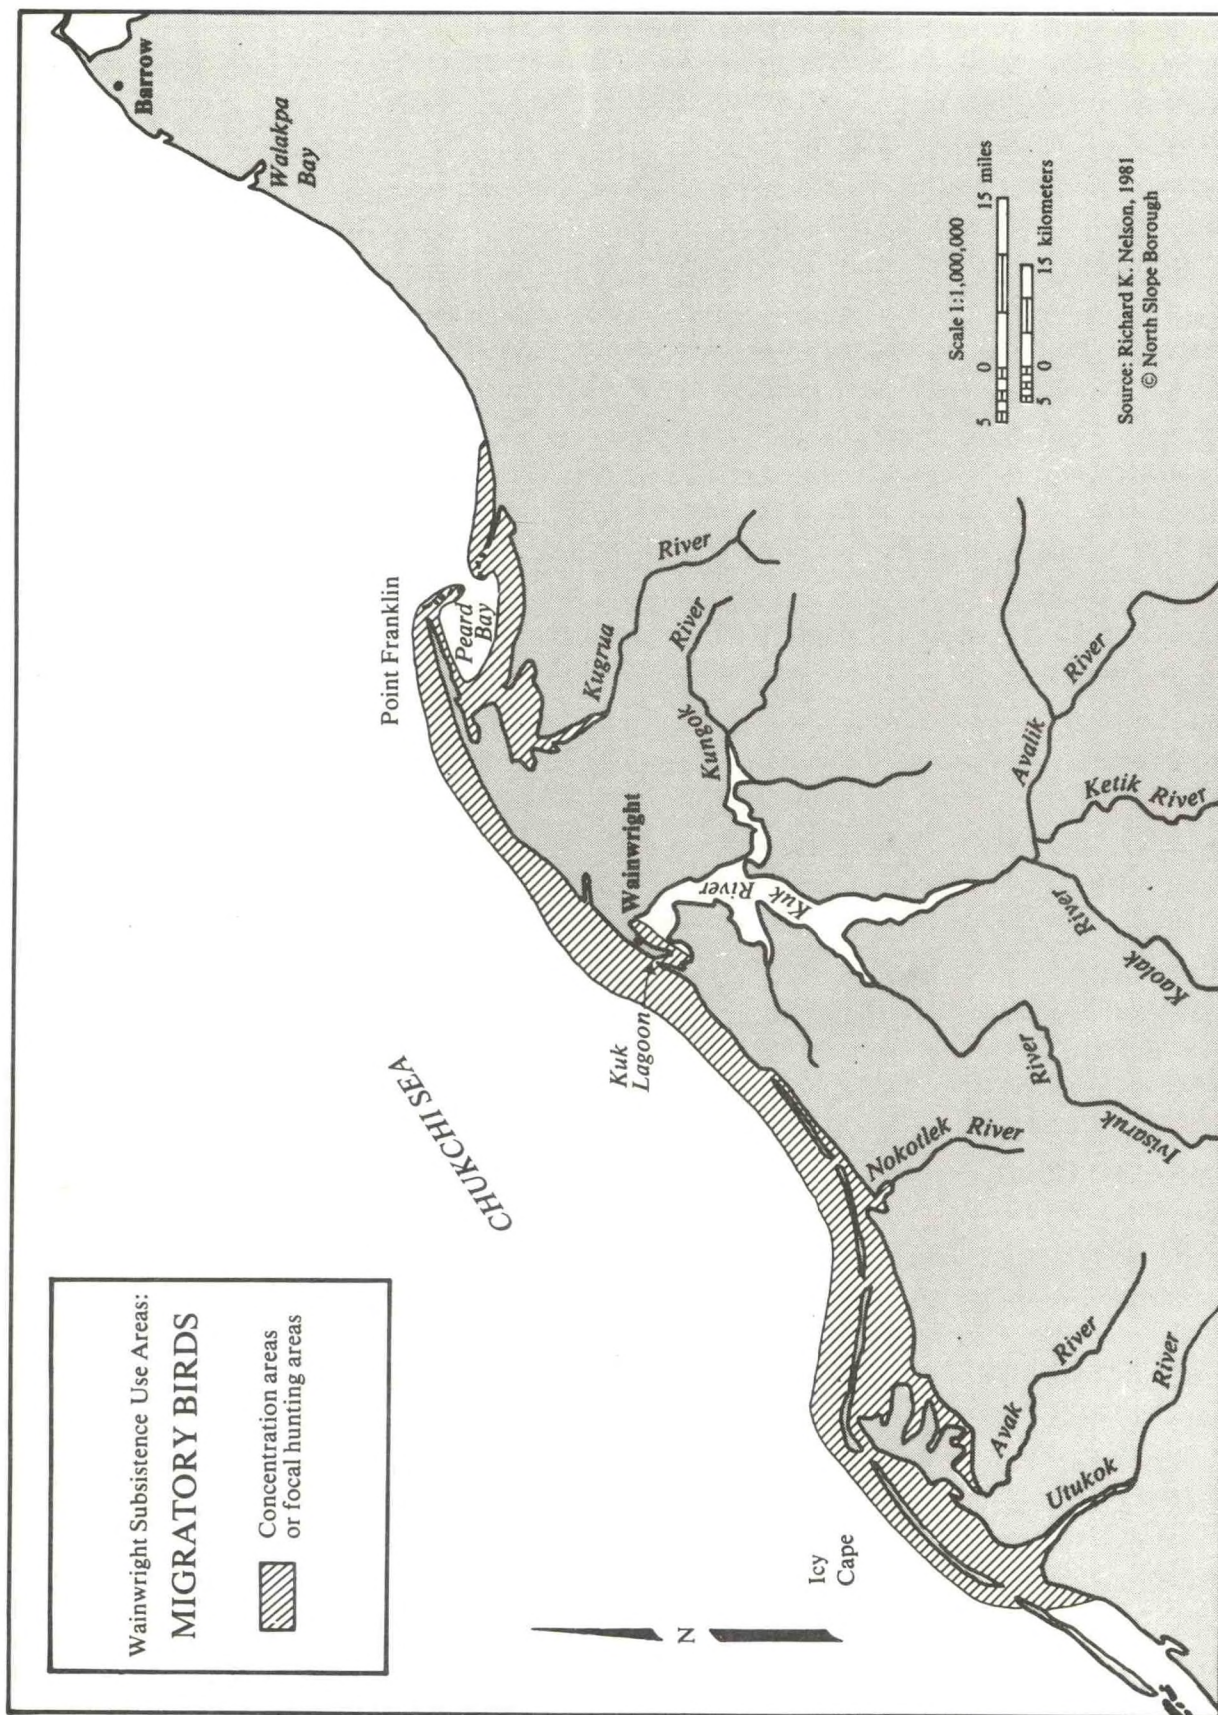 Wainwright Subsistence Use Areas:
MIGRATORY BIRDS
Concentration areas
or focal hunting areas
N
CHUKCHI SEA
Barrow
Walakpa
Bay
Point Franklin
Peard
Bay
Kugrua
River
Kungok
River
Wainwright
Kuk
Lagoon
Kuk
River
Avalik
River
Ketik
River
Kaolak
River
Ivisaruk
River
Nokotlek River
Icy
Cape
Avak
River
Utukok
River
Scale 1:1,000,000
5 0 15 miles
5 0 15 kilometers
Source: Richard K. Nelson, 1981
© North Slope Borough